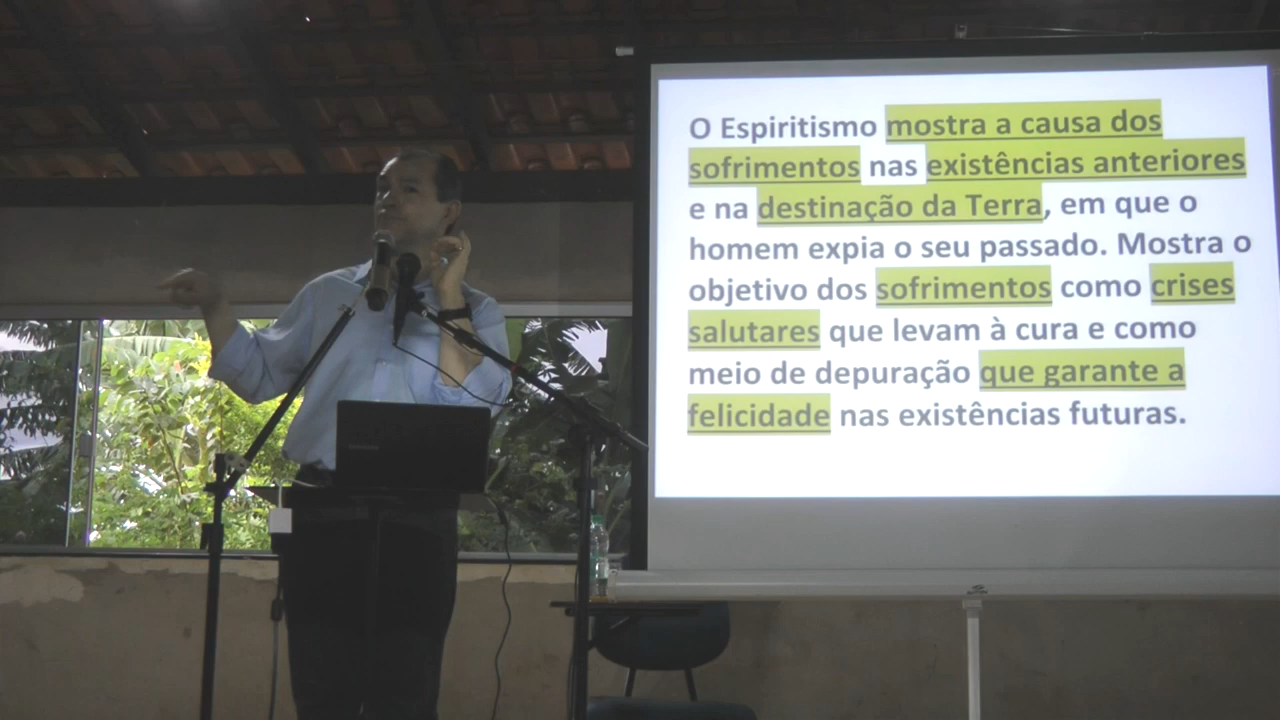 O Espiritismo mostra a causa dos
sofrimentos nas existências anteriores
e na destinação da Terra, em que o
homem expia o seu passado. Mostra o
objetivo dos sofrimentos como crises
salutares que levam à cura e como
meio de depuração que garante a
felicidade nas existências futuras.